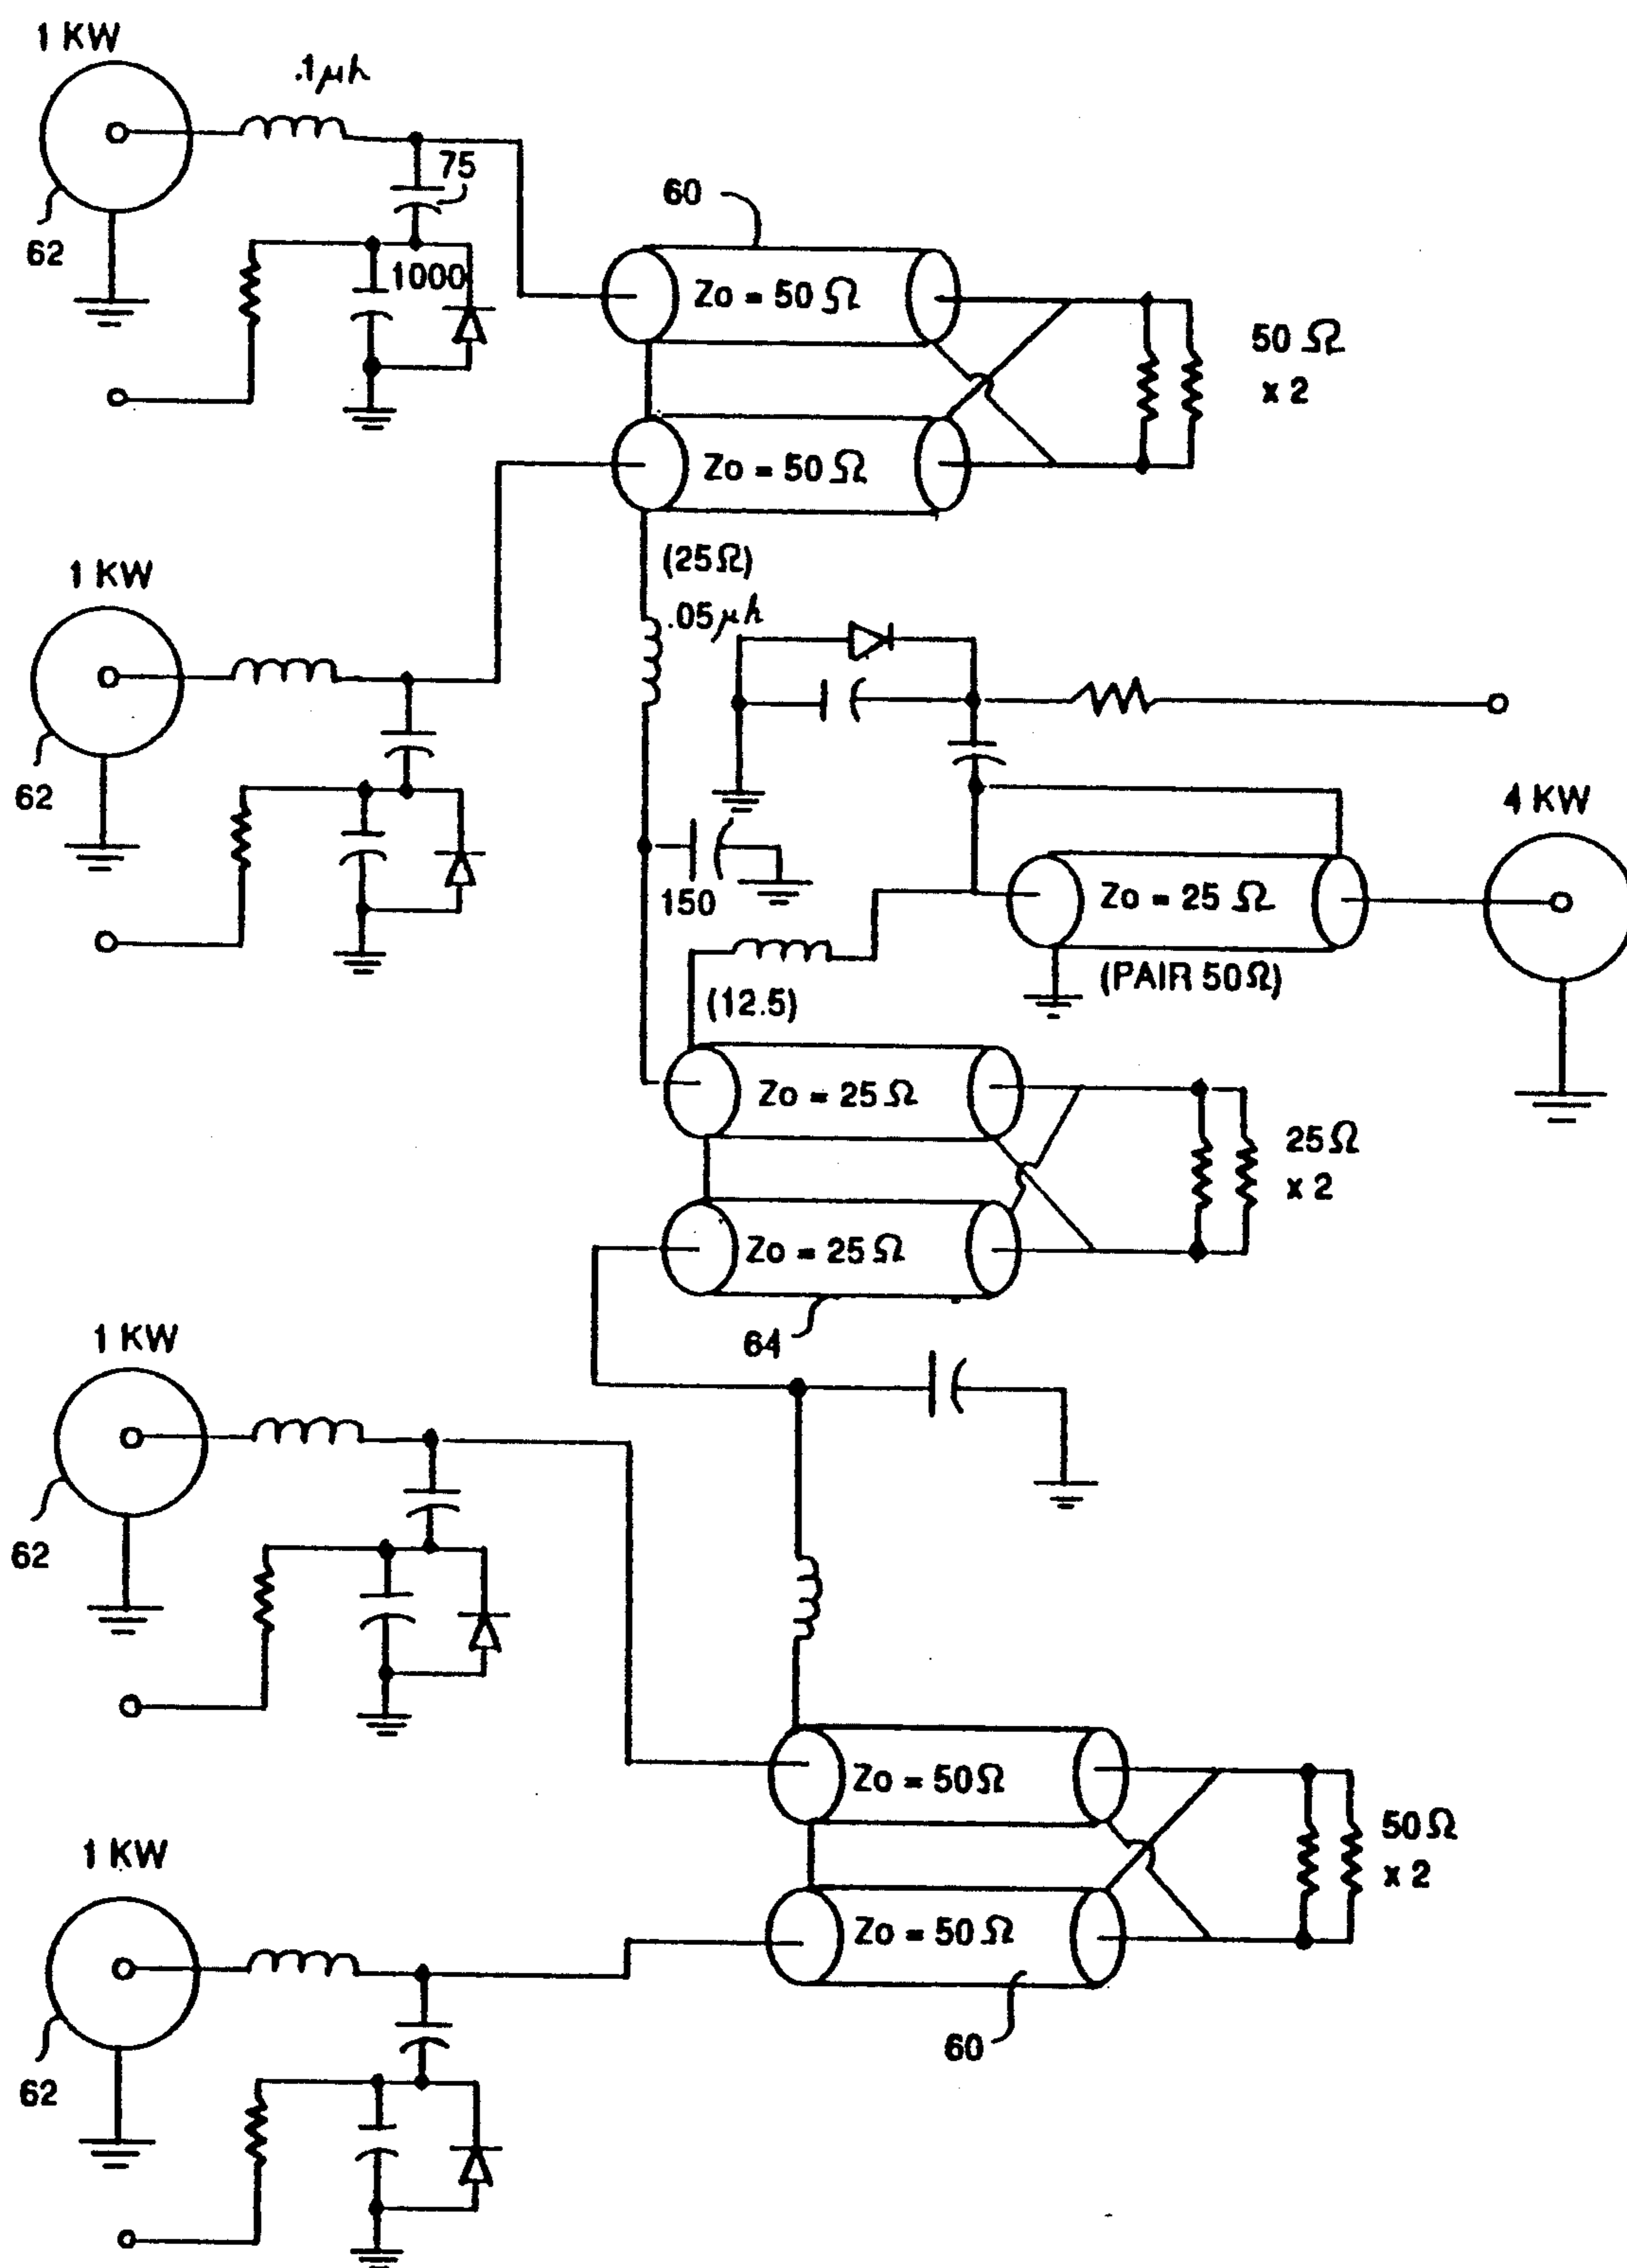 1 KW
.1μh
75
60
62
1000
Zo = 50 Ω
50 Ω
x 2
Zo = 50 Ω
(25Ω)
.05μh
1 KW
62
4 KW
150
Zo = 25 Ω
(PAIR 50Ω)
(12.5)
Zo = 25 Ω
25Ω
x 2
Zo = 25 Ω
64
1 KW
62
Zo = 50Ω
50Ω
x 2
1 KW
Zo = 50 Ω
60
62